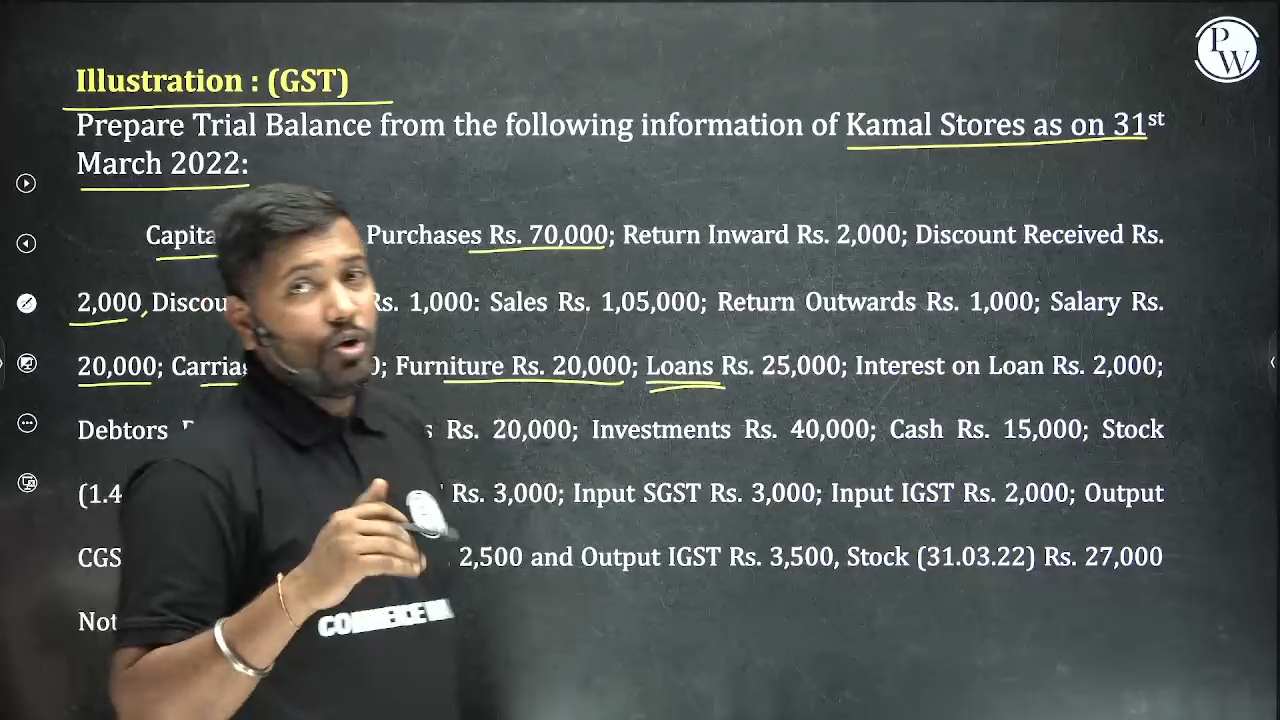 PW
Illustration : (GST)
Prepare Trial Balance from the following information of Kamal Stores as on 31st
March 2022:
Purchases Rs. 70,000; Return Inward Rs. 2,000; Discount Received Rs.
2,000, Rs. 1,000: Sales Rs. 1,05,000; Return Outwards Rs. 1,000; Salary Rs.
20,000; Furniture Rs. 20,000; Loans Rs. 25,000; Interest on Loan Rs. 2,000;
Debtors Rs. 20,000; Investments Rs. 40,000; Cash Rs. 15,000; Stock
(1.4 Rs. 3,000; Input SGST Rs. 3,000; Input IGST Rs. 2,000; Output
CGS 2,500 and Output IGST Rs. 3,500, Stock (31.03.22) Rs. 27,000
Not